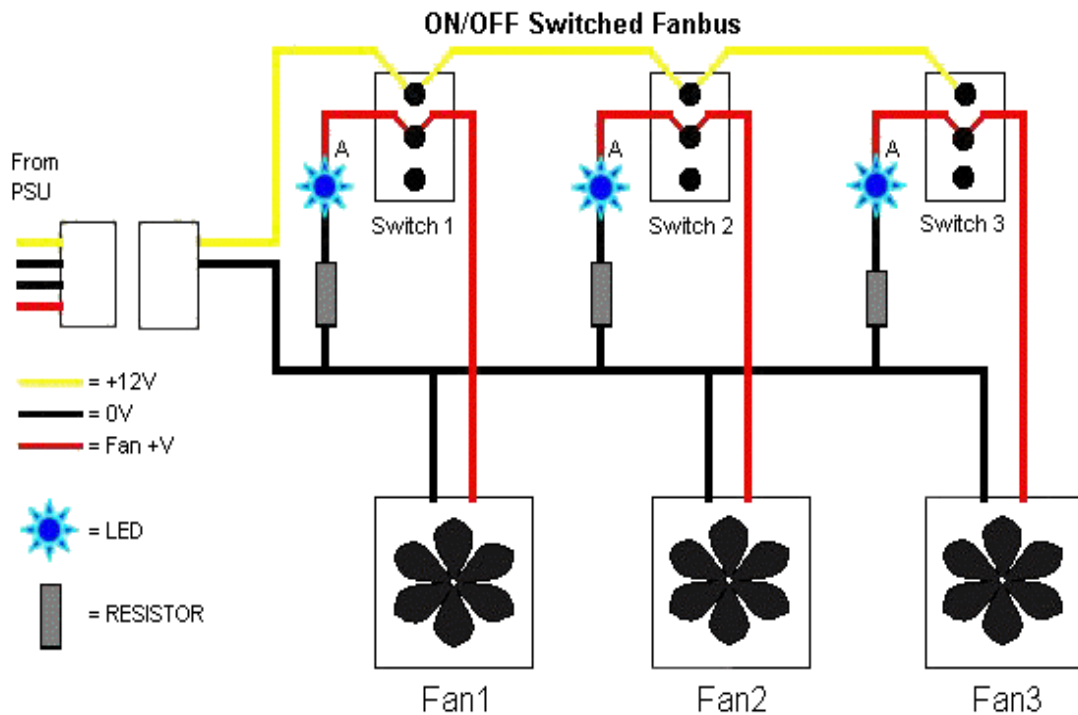 ON/OFF Switched Fanbus
From
PSU
A
A
A
Switch 1
Switch 2
Switch 3
= +12V
= 0V
= Fan +V
= LED
= RESISTOR
Fan1
Fan2
Fan3